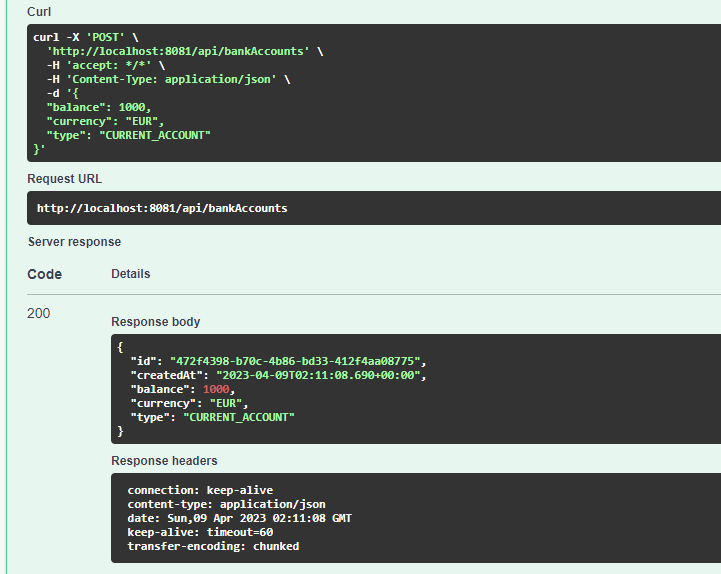 Curl
curl -X 'POST' \
'http://localhost:8081/api/bankAccounts' \
-H 'accept: */*' \
-H 'Content-Type: application/json' \
-d '{
"balance": 1000,
"currency": "EUR",
"type": "CURRENT_ACCOUNT"
}'
Request URL
http://localhost:8081/api/bankAccounts
Server response
Code Details
200
Response body
{
"id": "472f4398-b70c-4b86-bd33-412f4aa08775",
"createdAt": "2023-04-09T02:11:08.690+00:00",
"balance": 1000,
"currency": "EUR",
"type": "CURRENT_ACCOUNT"
}
Response headers
connection: keep-alive
content-type: application/json
date: Sun,09 Apr 2023 02:11:08 GMT
keep-alive: timeout=60
transfer-encoding: chunked